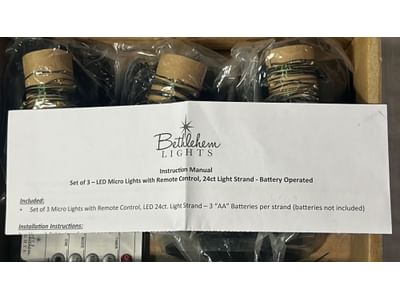 Bethlehem
LIGHTS
Instruction Manual
Set of 3 – LED Micro Lights with Remote Control, 24ct Light Strand - Battery Operated
Included:
• Set of 3 Micro Lights with Remote Control, LED 24ct. Light Strand – 3 "AA" Batteries per strand (batteries not included)
Installation Instructions: